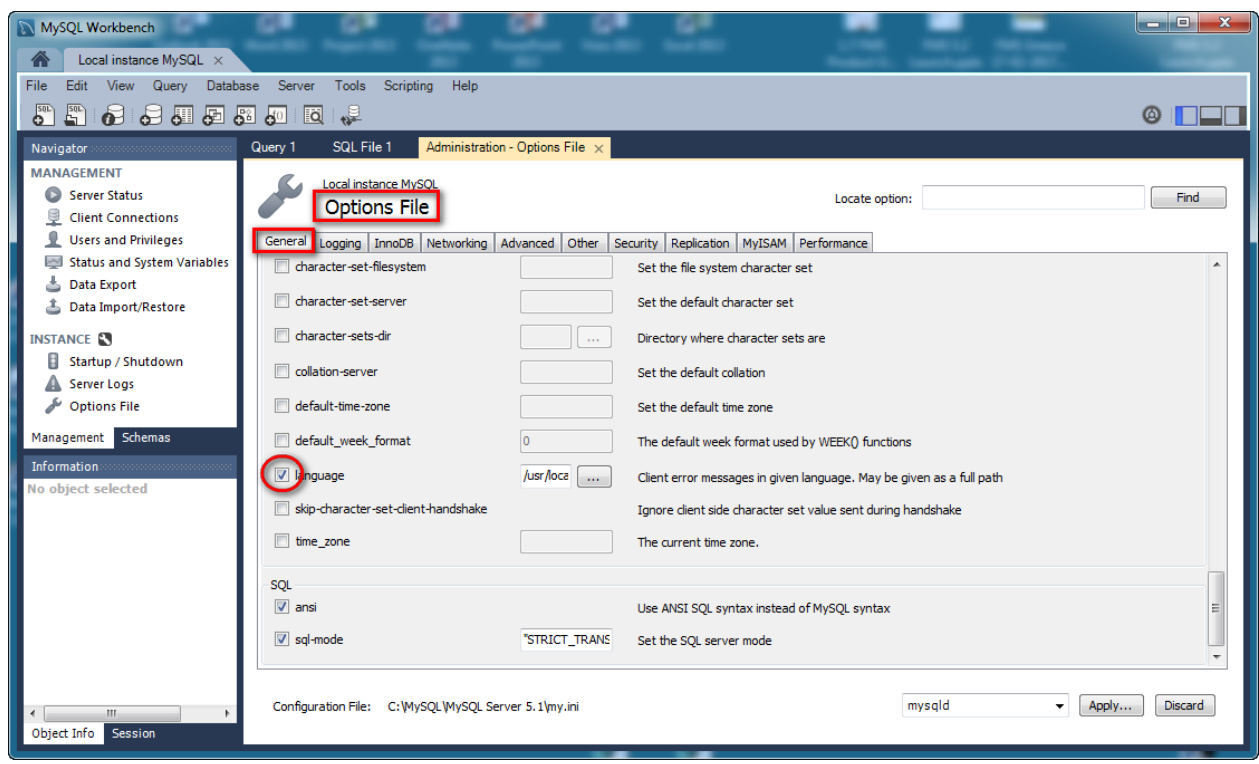 MySQL Workbench
Local instance MySQL
File Edit View Query Database Server Tools Scripting Help
Navigator
MANAGEMENT
Server Status
Client Connections
Users and Privileges
Status and System Variables
Data Export
Data Import/Restore
INSTANCE
Startup / Shutdown
Server Logs
Options File
Management Schemas
Information
No object selected
Object Info Session
Query 1 SQL File 1 Administration - Options File
Local instance MySQL
Options File
Locate option: Find
General Logging InnoDB Networking Advanced Other Security Replication MyISAM Performance
character-set-filesystem Set the file system character set
character-set-server Set the default character set
character-sets-dir ... Directory where character sets are
collation-server Set the default collation
default-time-zone Set the default time zone
default_week_format 0 The default week format used by WEEK() functions
language /usr/loca ... Client error messages in given language. May be given as a full path
skip-character-set-client-handshake Ignore client side character set value sent during handshake
time_zone The current time zone.
SQL
ansi Use ANSI SQL syntax instead of MySQL syntax
sql-mode "STRICT_TRANS Set the SQL server mode
Configuration File: C:\MySQL\MySQL Server 5.1\my.ini mysqld Apply... Discard